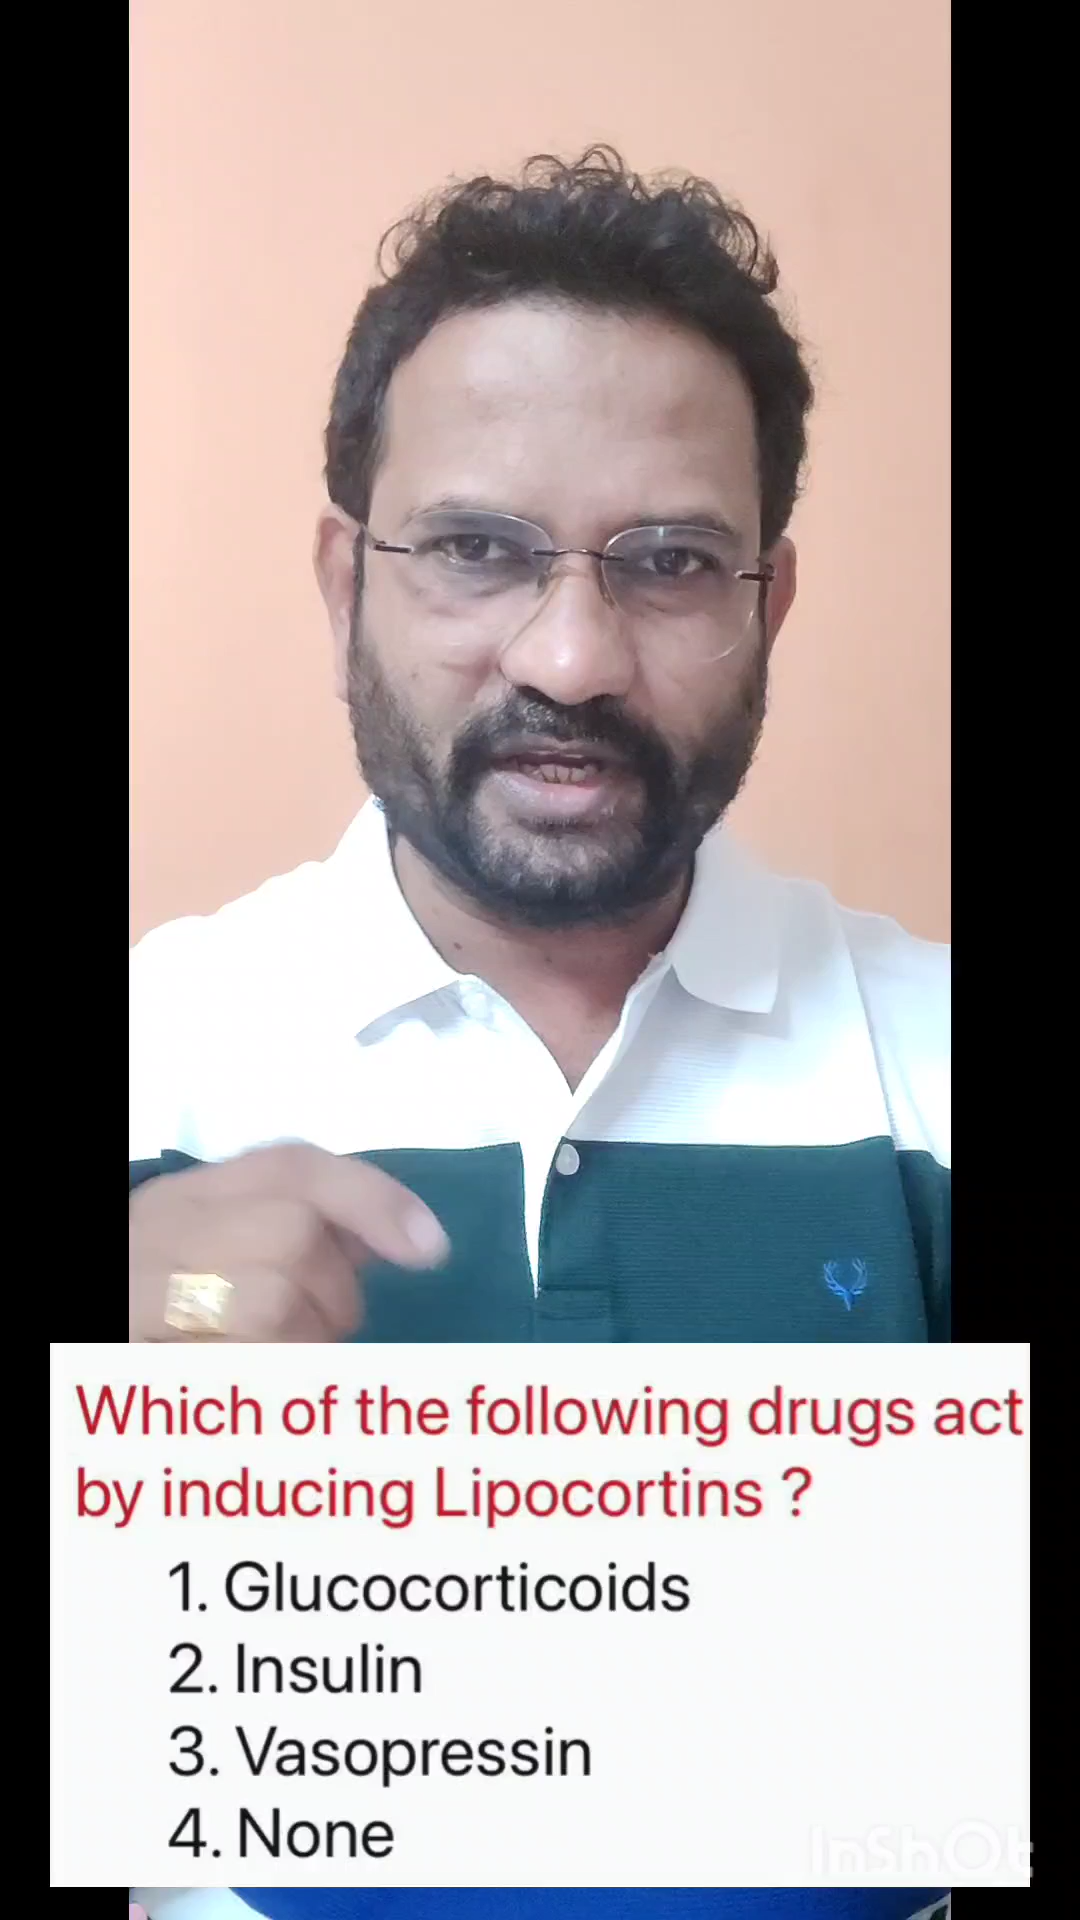 Which of the following drugs act
by inducing Lipocortins ?
1. Glucocorticoids
2. Insulin
3. Vasopressin
4. None
InShOt